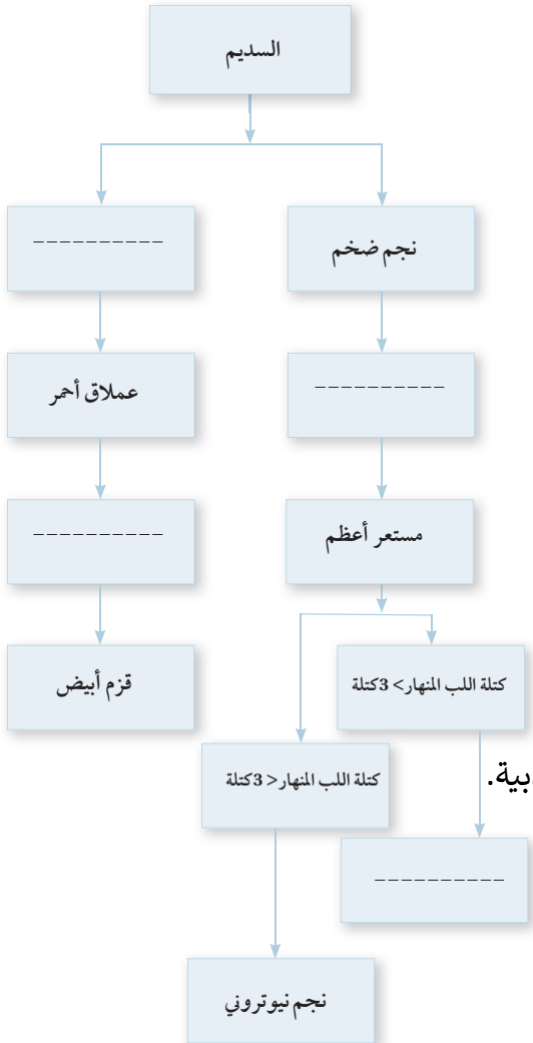 السديم
نجم ضخم
----------
عملاق أحمر
----------
----------
مستعر أعظم
قزم أبيض
كتلة اللب المنهار> 3كتلة
كتلة اللب المنهار< 3كتلة
بية.
----------
نجم نيوتروني